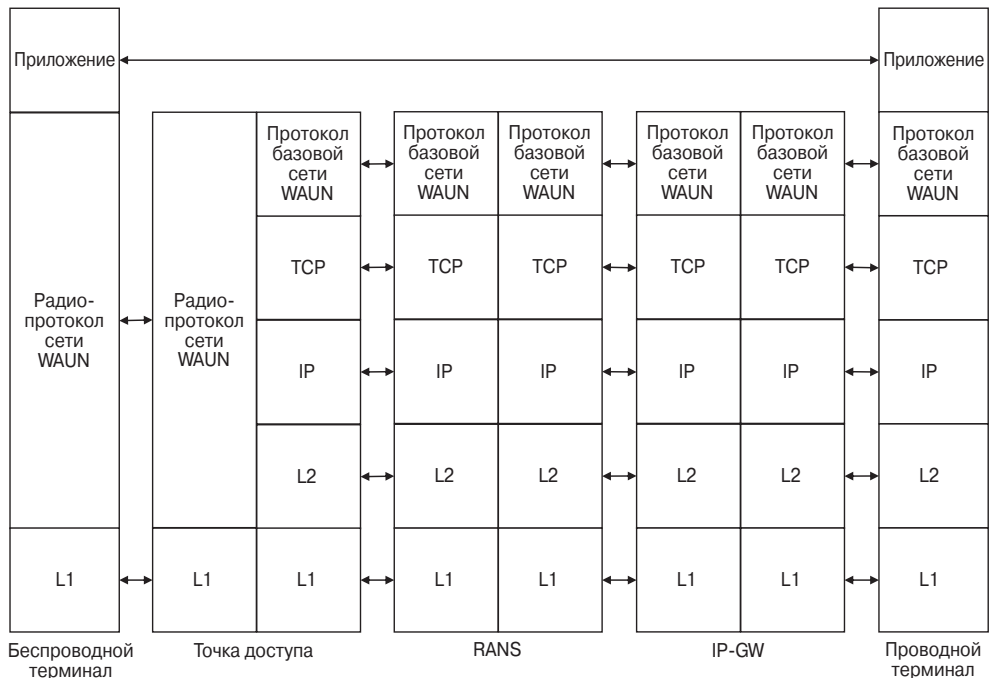 Приложение
Приложение
Протокол
базовой
сети
WAUN
Протокол
базовой
сети
WAUN
Протокол
базовой
сети
WAUN
Протокол
базовой
сети
WAUN
Протокол
базовой
сети
WAUN
Протокол
базовой
сети
WAUN
TCP
TCP
TCP
TCP
TCP
TCP
Радио-
протокол
сети
WAUN
Радио-
протокол
сети
WAUN
IP
IP
IP
IP
IP
IP
L2
L2
L2
L2
L2
L2
L1
L1
L1
L1
L1
L1
L1
L1
Беспроводной
терминал
Точка доступа
RANS
IP-GW
Проводной
терминал